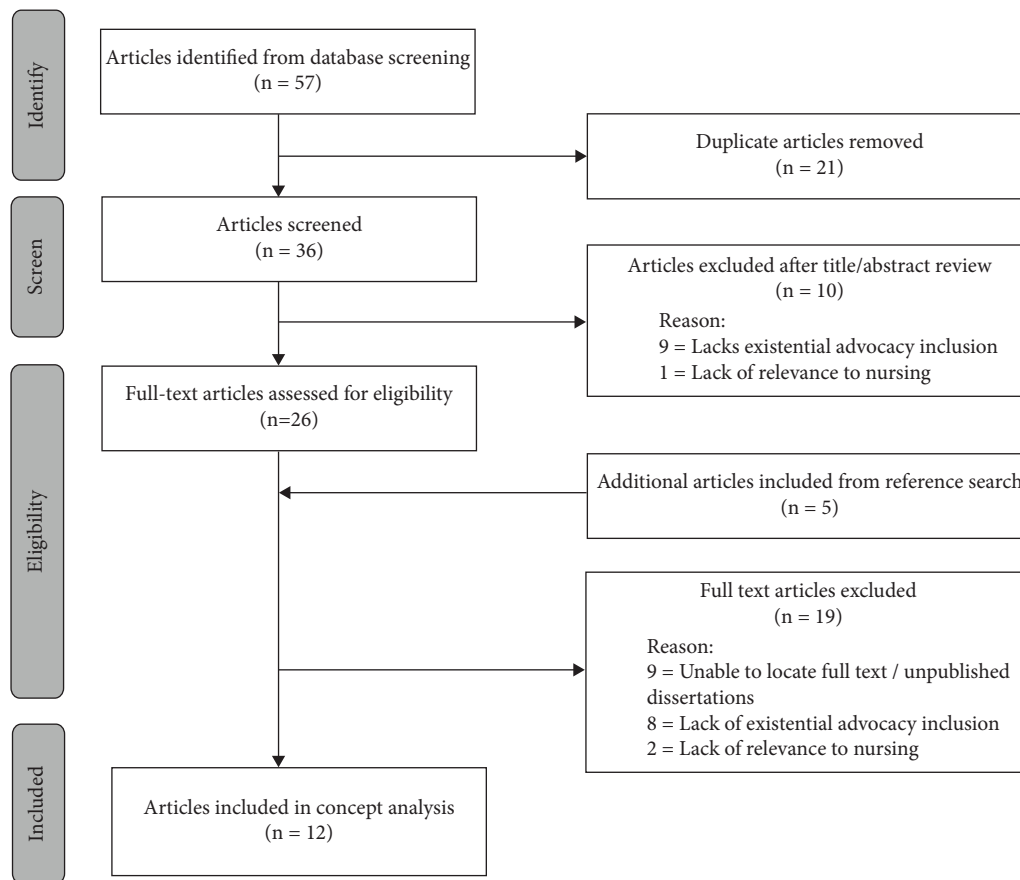 Identify
Articles identified from database screening
(n = 57)
Duplicate articles removed
(n = 21)
Screen
Articles screened
(n = 36)
Articles excluded after title/abstract review
(n = 10)
Reason:
9 = Lacks existential advocacy inclusion
1 = Lack of relevance to nursing
Eligibility
Full-text articles assessed for eligibility
(n=26)
Additional articles included from reference search
(n = 5)
Full text articles excluded
(n = 19)
Reason:
9 = Unable to locate full text / unpublished
dissertations
8 = Lack of existential advocacy inclusion
2 = Lack of relevance to nursing
Included
Articles included in concept analysis
(n = 12)